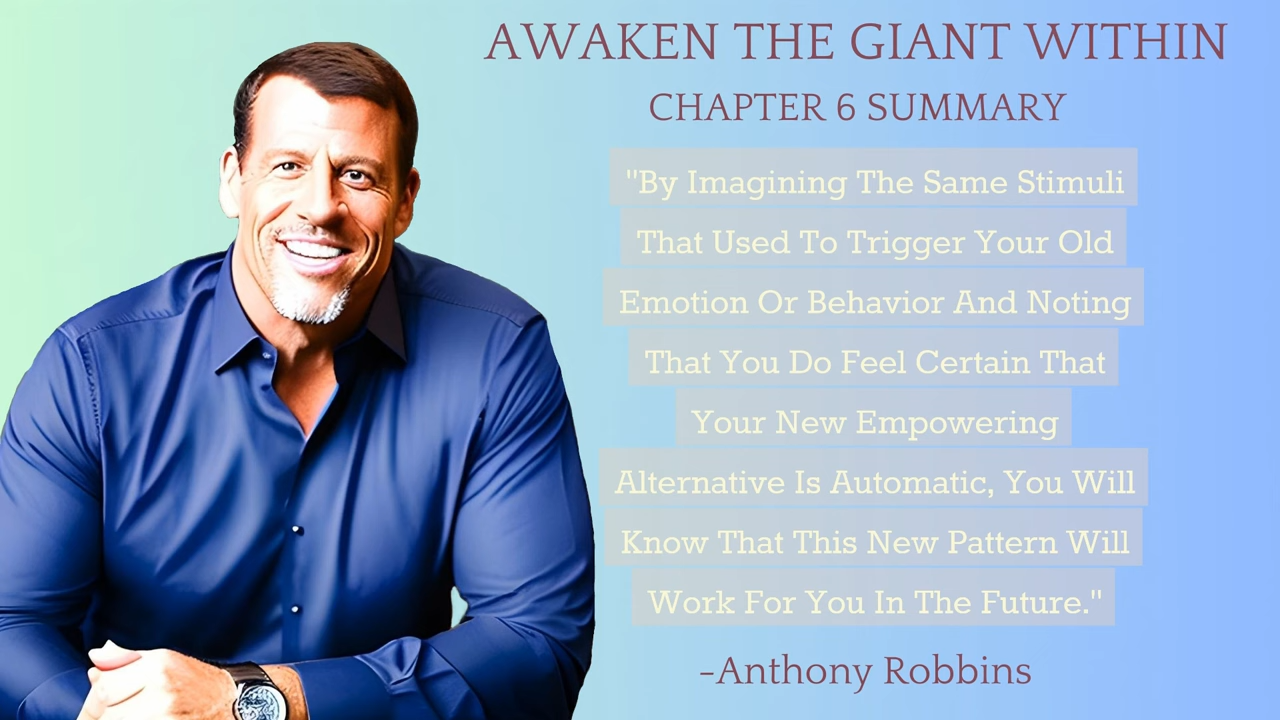 AWAKEN THE GIANT WITHIN
CHAPTER 6 SUMMARY
"By Imagining The Same Stimuli
That Used To Trigger Your Old
Emotion Or Behavior And Noting
That You Do Feel Certain That
Your New Empowering
Alternative Is Automatic, You Will
Know That This New Pattern Will
Work For You In The Future."
–Anthony Robbins